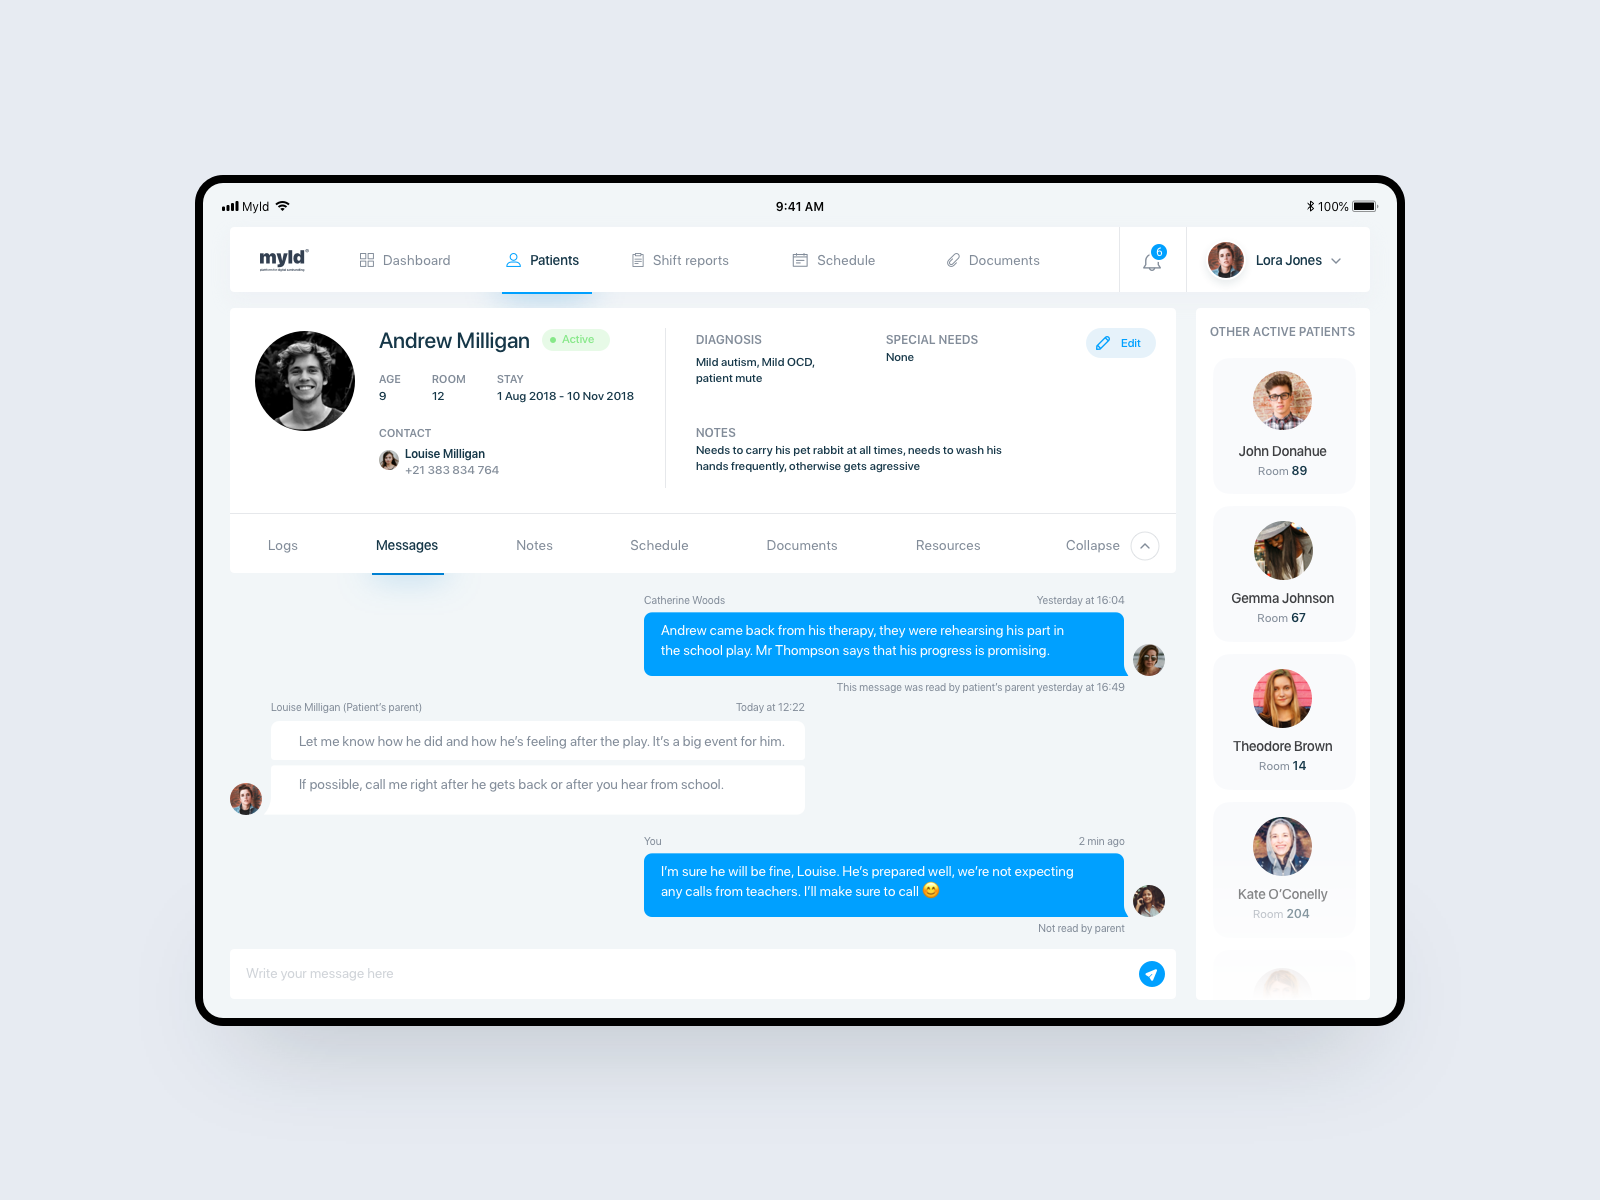 Myld
9:41 AM
100%
myld
Dashboard
Patients
Shift reports
Schedule
Documents
6
Lora Jones
Andrew Milligan
Active
AGE
ROOM
STAY
9
12
1 Aug 2018 - 10 Nov 2018
CONTACT
Louise Milligan
+21 383 834 764
DIAGNOSIS
Mild autism, Mild OCD,
patient mute
SPECIAL NEEDS
None
Edit
NOTES
Needs to carry his pet rabbit at all times, needs to wash his
hands frequently, otherwise gets agressive
Logs
Messages
Notes
Schedule
Documents
Resources
Collapse
Catherine Woods
Yesterday at 16:04
Andrew came back from his therapy, they were rehearsing his part in
the school play. Mr Thompson says that his progress is promising.
This message was read by patient's parent yesterday at 16:49
Louise Milligan (Patient's parent)
Today at 12:22
Let me know how he did and how he's feeling after the play. It's a big event for him.
If possible, call me right after he gets back or after you hear from school.
You
2 min ago
I'm sure he will be fine, Louise. He's prepared well, we're not expecting
any calls from teachers. I'll make sure to call 😊
Not read by parent
Write your message here
OTHER ACTIVE PATIENTS
John Donahue
Room 89
Gemma Johnson
Room 67
Theodore Brown
Room 14
Kate O'Conelly
Room 204